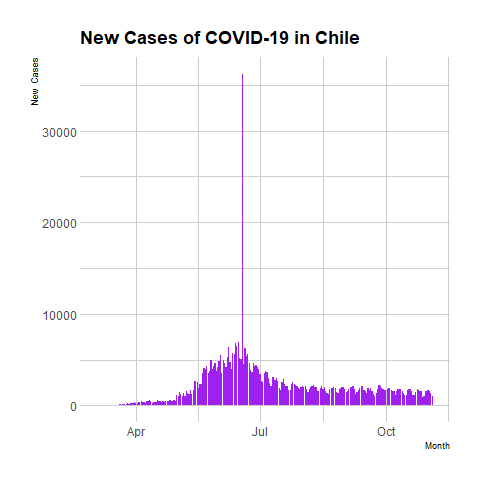 New Cases of COVID-19 in Chile
New Cases
30000
20000
10000
0
Apr
Jul
Oct
Month